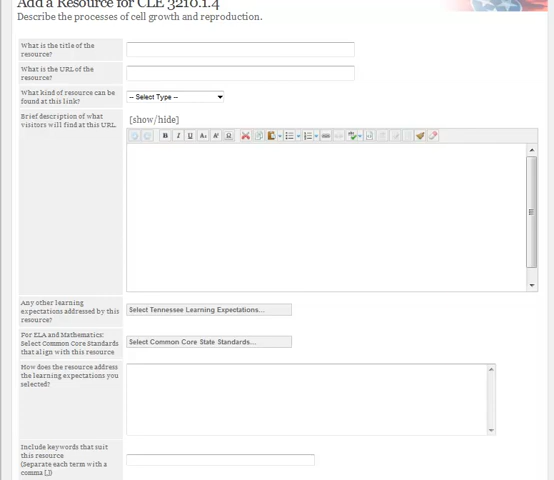 Add a Resource for CLE 3210.1.4
Describe the processes of cell growth and reproduction.
What is the title of the
resource?
What is the URL of the
resource?
What kind of resource can be
found at this link?
-- Select Type --
Brief description of what
visitors will find at this URL
[show/hide]
B I U
Any other learning
expectations addressed by this
resource?
Select Tennessee Learning Expectations...
For ELA and Mathematics:
Select Common Core Standards
that align with this resource
Select Common Core State Standards...
How does the resource address
the learning expectations you
selected?
Include keywords that suit
this resource
(Separate each term with a
comma [,])